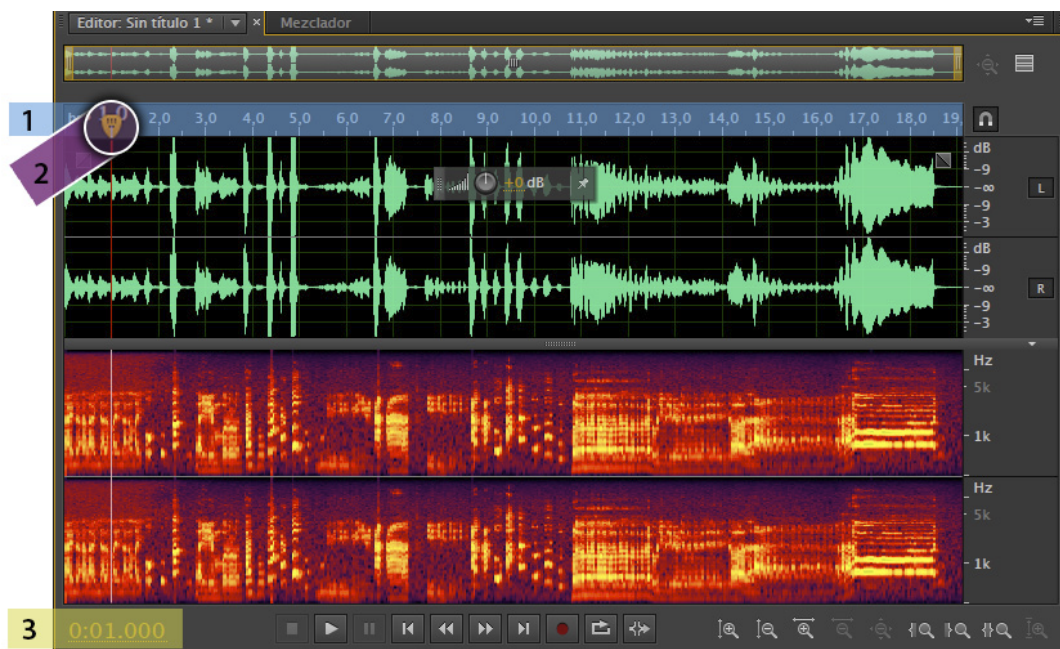 Editor: Sin título 1 *
Mezclador
1
1,0 2,0 3,0 4,0 5,0 6,0 7,0 8,0 9,0 10,0 11,0 12,0 13,0 14,0 15,0 16,0 17,0 18,0 19,
2
+0 dB
dB
-9
-∞
-9
-3
L
dB
-9
-∞
-9
-3
R
Hz
5k
1k
Hz
5k
1k
3
0:01.000